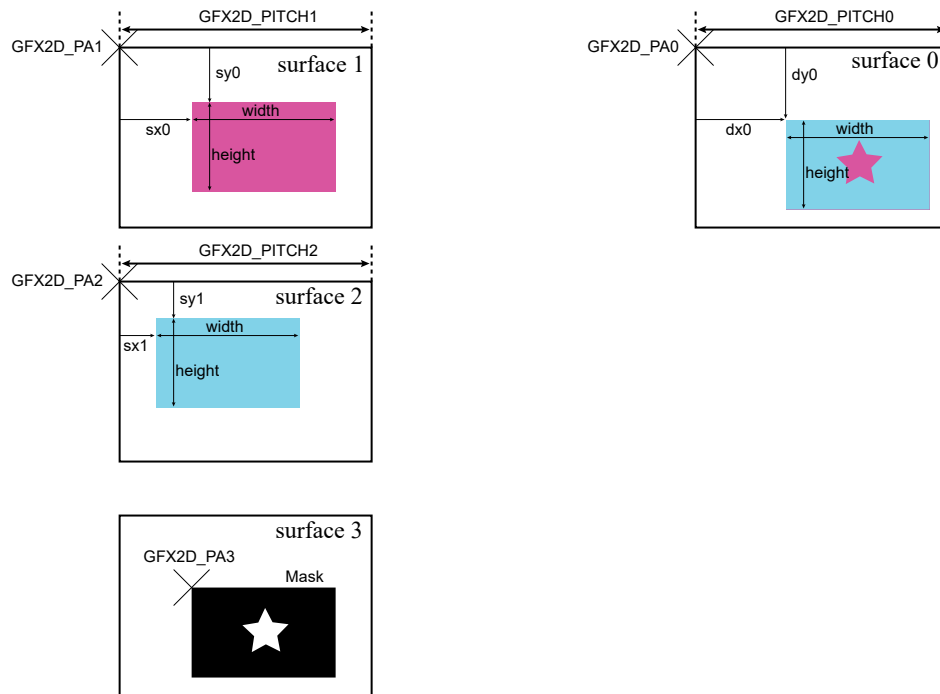 GFX2D_PITCH1
GFX2D_PA1
surface 1
sy0
sx0
width
height
GFX2D_PITCH0
GFX2D_PA0
surface 0
dy0
dx0
width
height
GFX2D_PITCH2
GFX2D_PA2
surface 2
sy1
sx1
width
height
surface 3
GFX2D_PA3
Mask